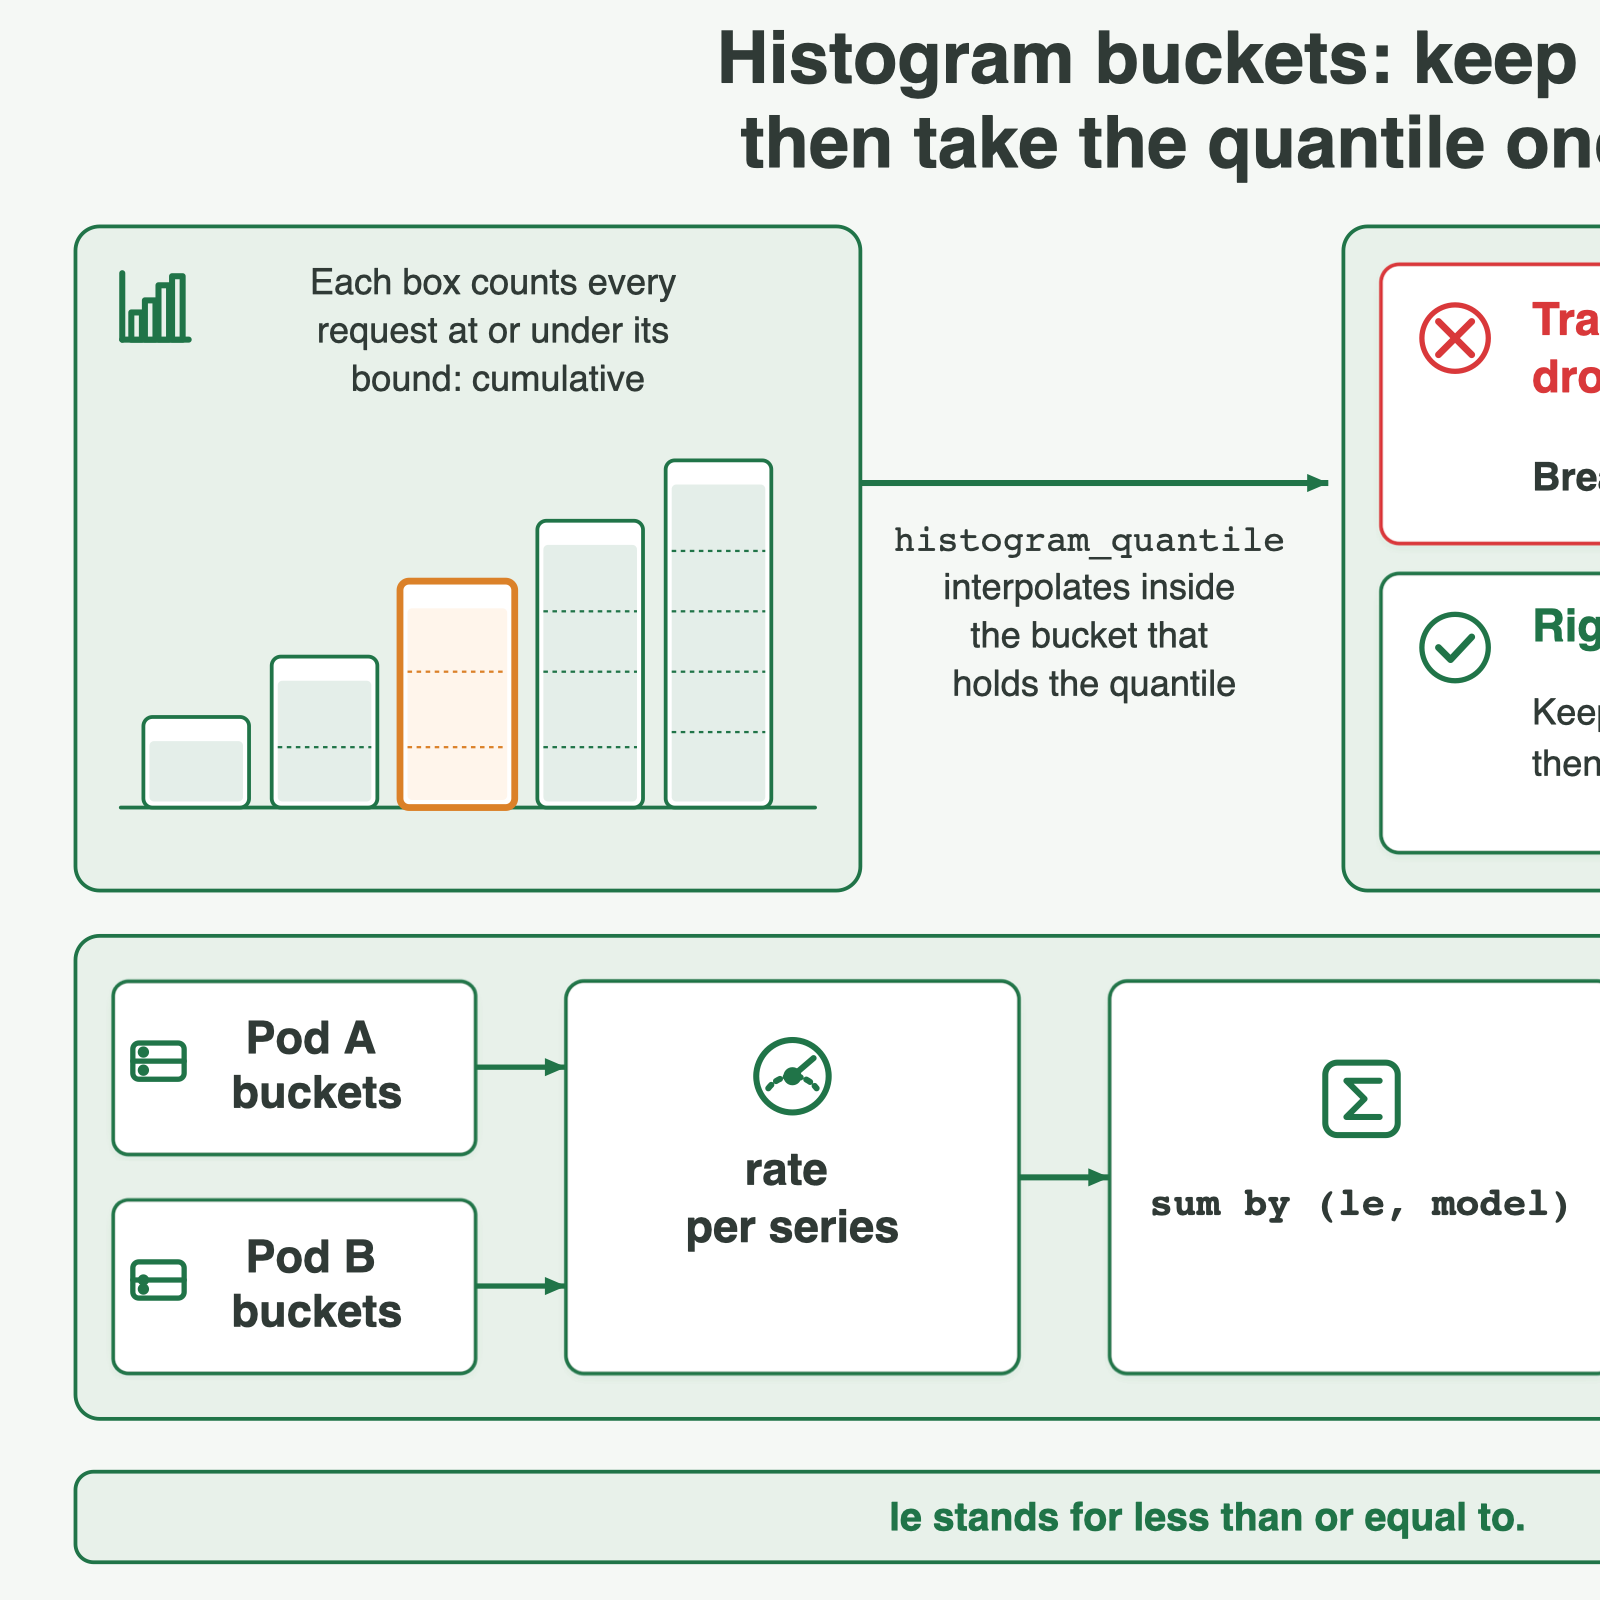 Histogram buckets: keep
then take the quantile
Each box counts every
request at or under its
bound: cumulative
histogram_quantile
interpolates inside
the bucket that
holds the quantile
Keep
then
Pod A
buckets
Pod B
buckets
rate
per series
Σ
sum by (le, model)
le stands for less than or equal to.